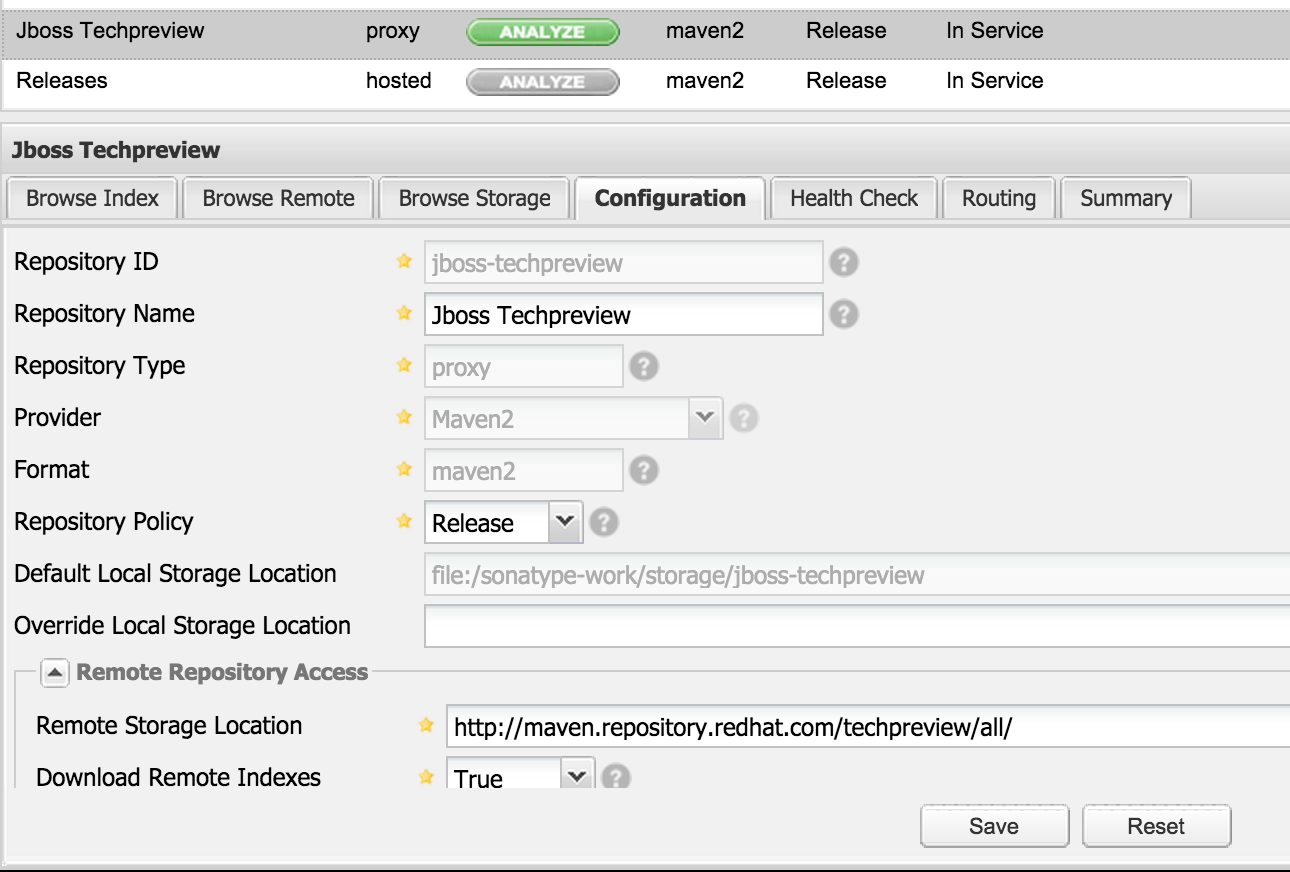 Jboss Techpreview proxy ANALYZE maven2 Release In Service
Releases hosted ANALYZE maven2 Release In Service
Jboss Techpreview
Browse Index Browse Remote Browse Storage Configuration Health Check Routing Summary
Repository ID jboss-techpreview ?
Repository Name Jboss Techpreview ?
Repository Type proxy ?
Provider Maven2 ?
Format maven2 ?
Repository Policy Release ?
Default Local Storage Location file:/sonatype-work/storage/jboss-techpreview
Override Local Storage Location
Remote Repository Access
Remote Storage Location http://maven.repository.redhat.com/techpreview/all/
Download Remote Indexes True ?
Save Reset